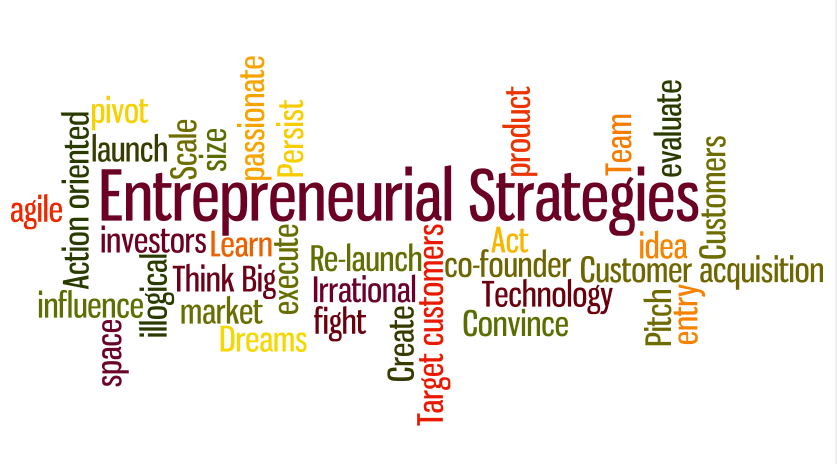 passionate
product
evaluate
pivot
Persist
Action oriented
Team
Scale
size
launch
Customers
Entrepreneurial Strategies
agile
investors
Learn
execute
Target customers
Act
idea
Re-launch
co-founder
Customer acquisition
illogical
Think Big
Irrational
Technology
influence
market
Pitch
entry
fight
Create
Convince
space
Dreams